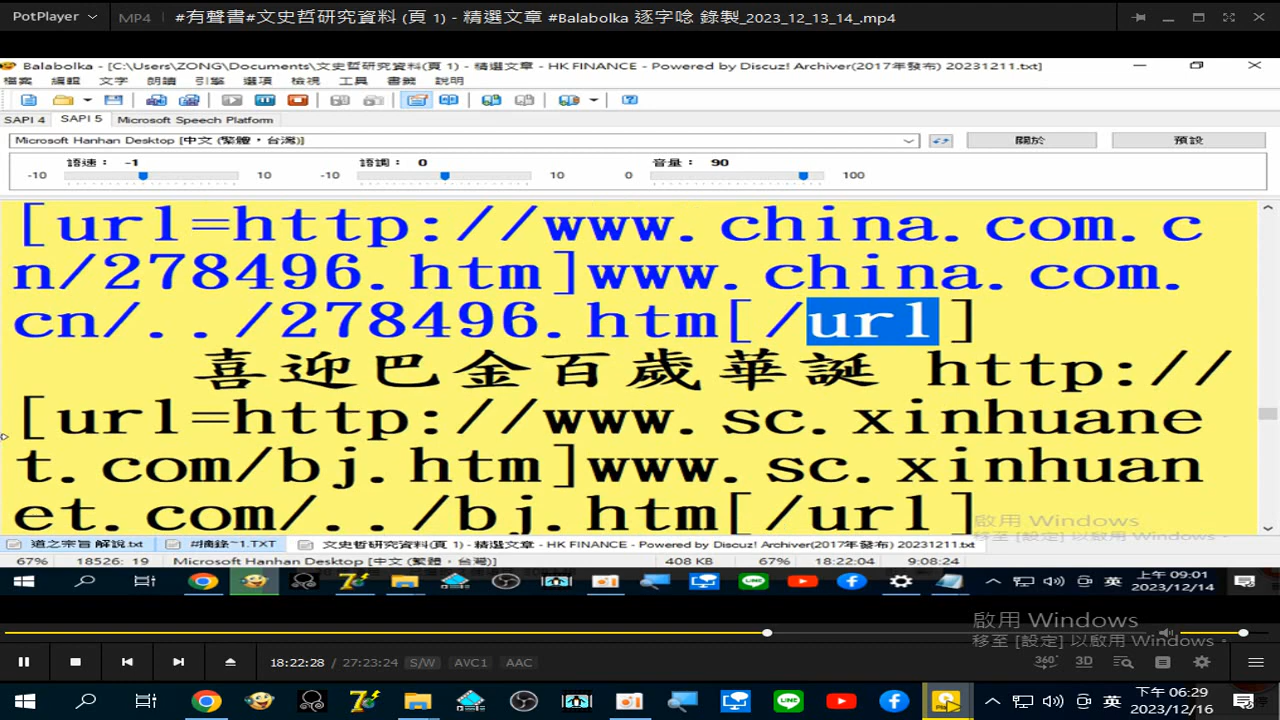 PotPlayer MP4 #有聲書#文史哲研究資料 (頁 1) - 精選文章 #Balabolka 逐字唸 錄製_2023_12_13_14_.mp4
Balabolka - [C:\Users\ZONG\Documents\文史哲研究資料(頁 1) - 精選文章 - HK FINANCE - Powered by Discuz! Archiver(2017年發布) 20231211.txt]
檔案 編輯 文字 朗讀 引擎 選項 檢視 工具 書籤 說明
SAPI 4 SAPI 5 Microsoft Speech Platform
Microsoft Hanhan Desktop [中文 (繁體，台灣)] 關於 預設
語速： -1 語調： 0 音量： 90
-10 10 -10 10 0 100
[url=http://www.china.com.c
n/278496.htm]www.china.com.
cn/../278496.htm[/url]
喜迎巴金百歲華誕 http://
[url=http://www.sc.xinhuane
t.com/bj.htm]www.sc.xinhuan
et.com/../bj.htm[/url]
啟用 Windows
移至 [設定] 以啟用 Windows。
道之宗旨 解說.txt #摘錄~1.TXT 文史哲研究資料(頁 1) - 精選文章 - HK FINANCE - Powered by Discuz! Archiver(2017年發布) 20231211.txt
67% 18526: 19 Microsoft Hanhan Desktop [中文 (繁體，台灣)] 408 KB 67% 18:22:04 9:08:24
英 上午 09:01
2023/12/14
啟用 Windows
移至 [設定] 以啟用 Windows。
18:22:28 / 27:23:24 S/W AVC1 AAC 360° 3D
英 下午 06:29
2023/12/16